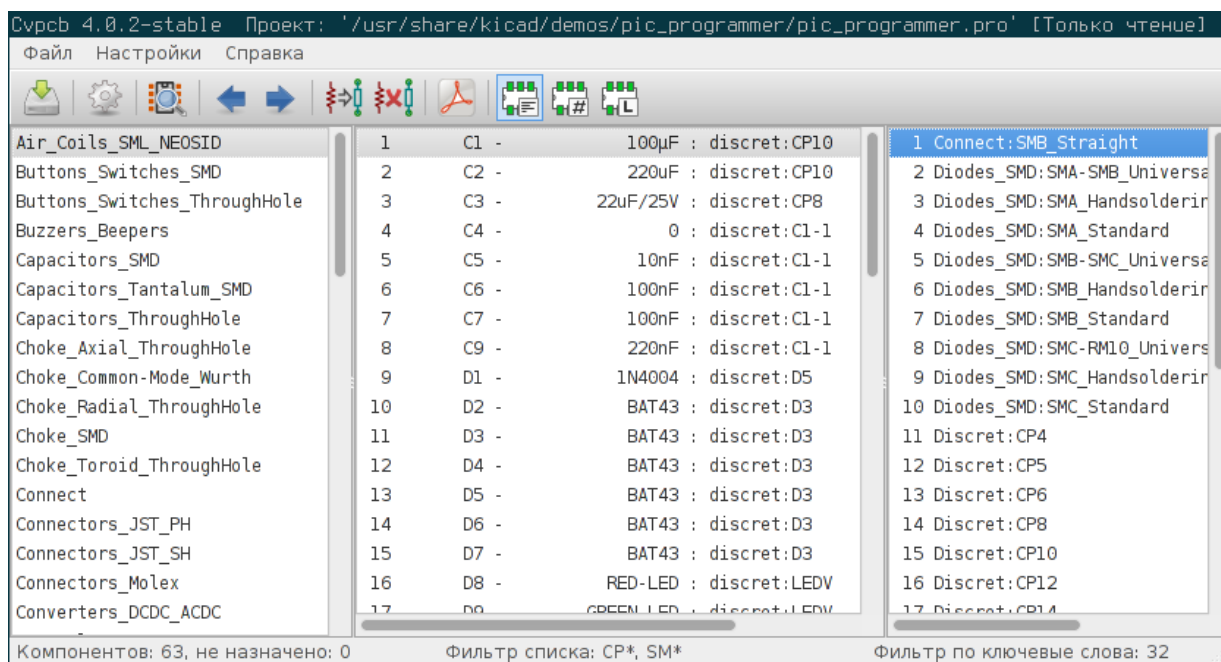 Cvpcb 4.0.2-stable Проект: '/usr/share/kicad/demos/pic_programmer/pic_programmer.pro' [Только чтение]
Файл Настройки Справка
Air_Coils_SML_NEOSID
Buttons_Switches_SMD
Buttons_Switches_ThroughHole
Buzzers_Beepers
Capacitors_SMD
Capacitors_Tantalum_SMD
Capacitors_ThroughHole
Choke_Axial_ThroughHole
Choke_Common-Mode_Wurth
Choke_Radial_ThroughHole
Choke_SMD
Choke_Toroid_ThroughHole
Connect
Connectors_JST_PH
Connectors_JST_SH
Connectors_Molex
Converters_DCDC_ACDC
1 C1 - 100µF : discret:CP10
2 C2 - 220uF : discret:CP10
3 C3 - 22uF/25V : discret:CP8
4 C4 - 0 : discret:C1-1
5 C5 - 10nF : discret:C1-1
6 C6 - 100nF : discret:C1-1
7 C7 - 100nF : discret:C1-1
8 C9 - 220nF : discret:C1-1
9 D1 - 1N4004 : discret:D5
10 D2 - BAT43 : discret:D3
11 D3 - BAT43 : discret:D3
12 D4 - BAT43 : discret:D3
13 D5 - BAT43 : discret:D3
14 D6 - BAT43 : discret:D3
15 D7 - BAT43 : discret:D3
16 D8 - RED-LED : discret:LEDV
17 D9 - GREEN-LED : discret:LEDV
1 Connect:SMB_Straight
2 Diodes_SMD:SMA-SMB_Universa
3 Diodes_SMD:SMA_Handsolderin
4 Diodes_SMD:SMA_Standard
5 Diodes_SMD:SMB-SMC_Universa
6 Diodes_SMD:SMB_Handsolderin
7 Diodes_SMD:SMB_Standard
8 Diodes_SMD:SMC-RM10_Univers
9 Diodes_SMD:SMC_Handsolderin
10 Diodes_SMD:SMC_Standard
11 Discret:CP4
12 Discret:CP5
13 Discret:CP6
14 Discret:CP8
15 Discret:CP10
16 Discret:CP12
17 Discret:CP14
Компонентов: 63, не назначено: 0 Фильтр списка: CP*, SM* Фильтр по ключевые слова: 32